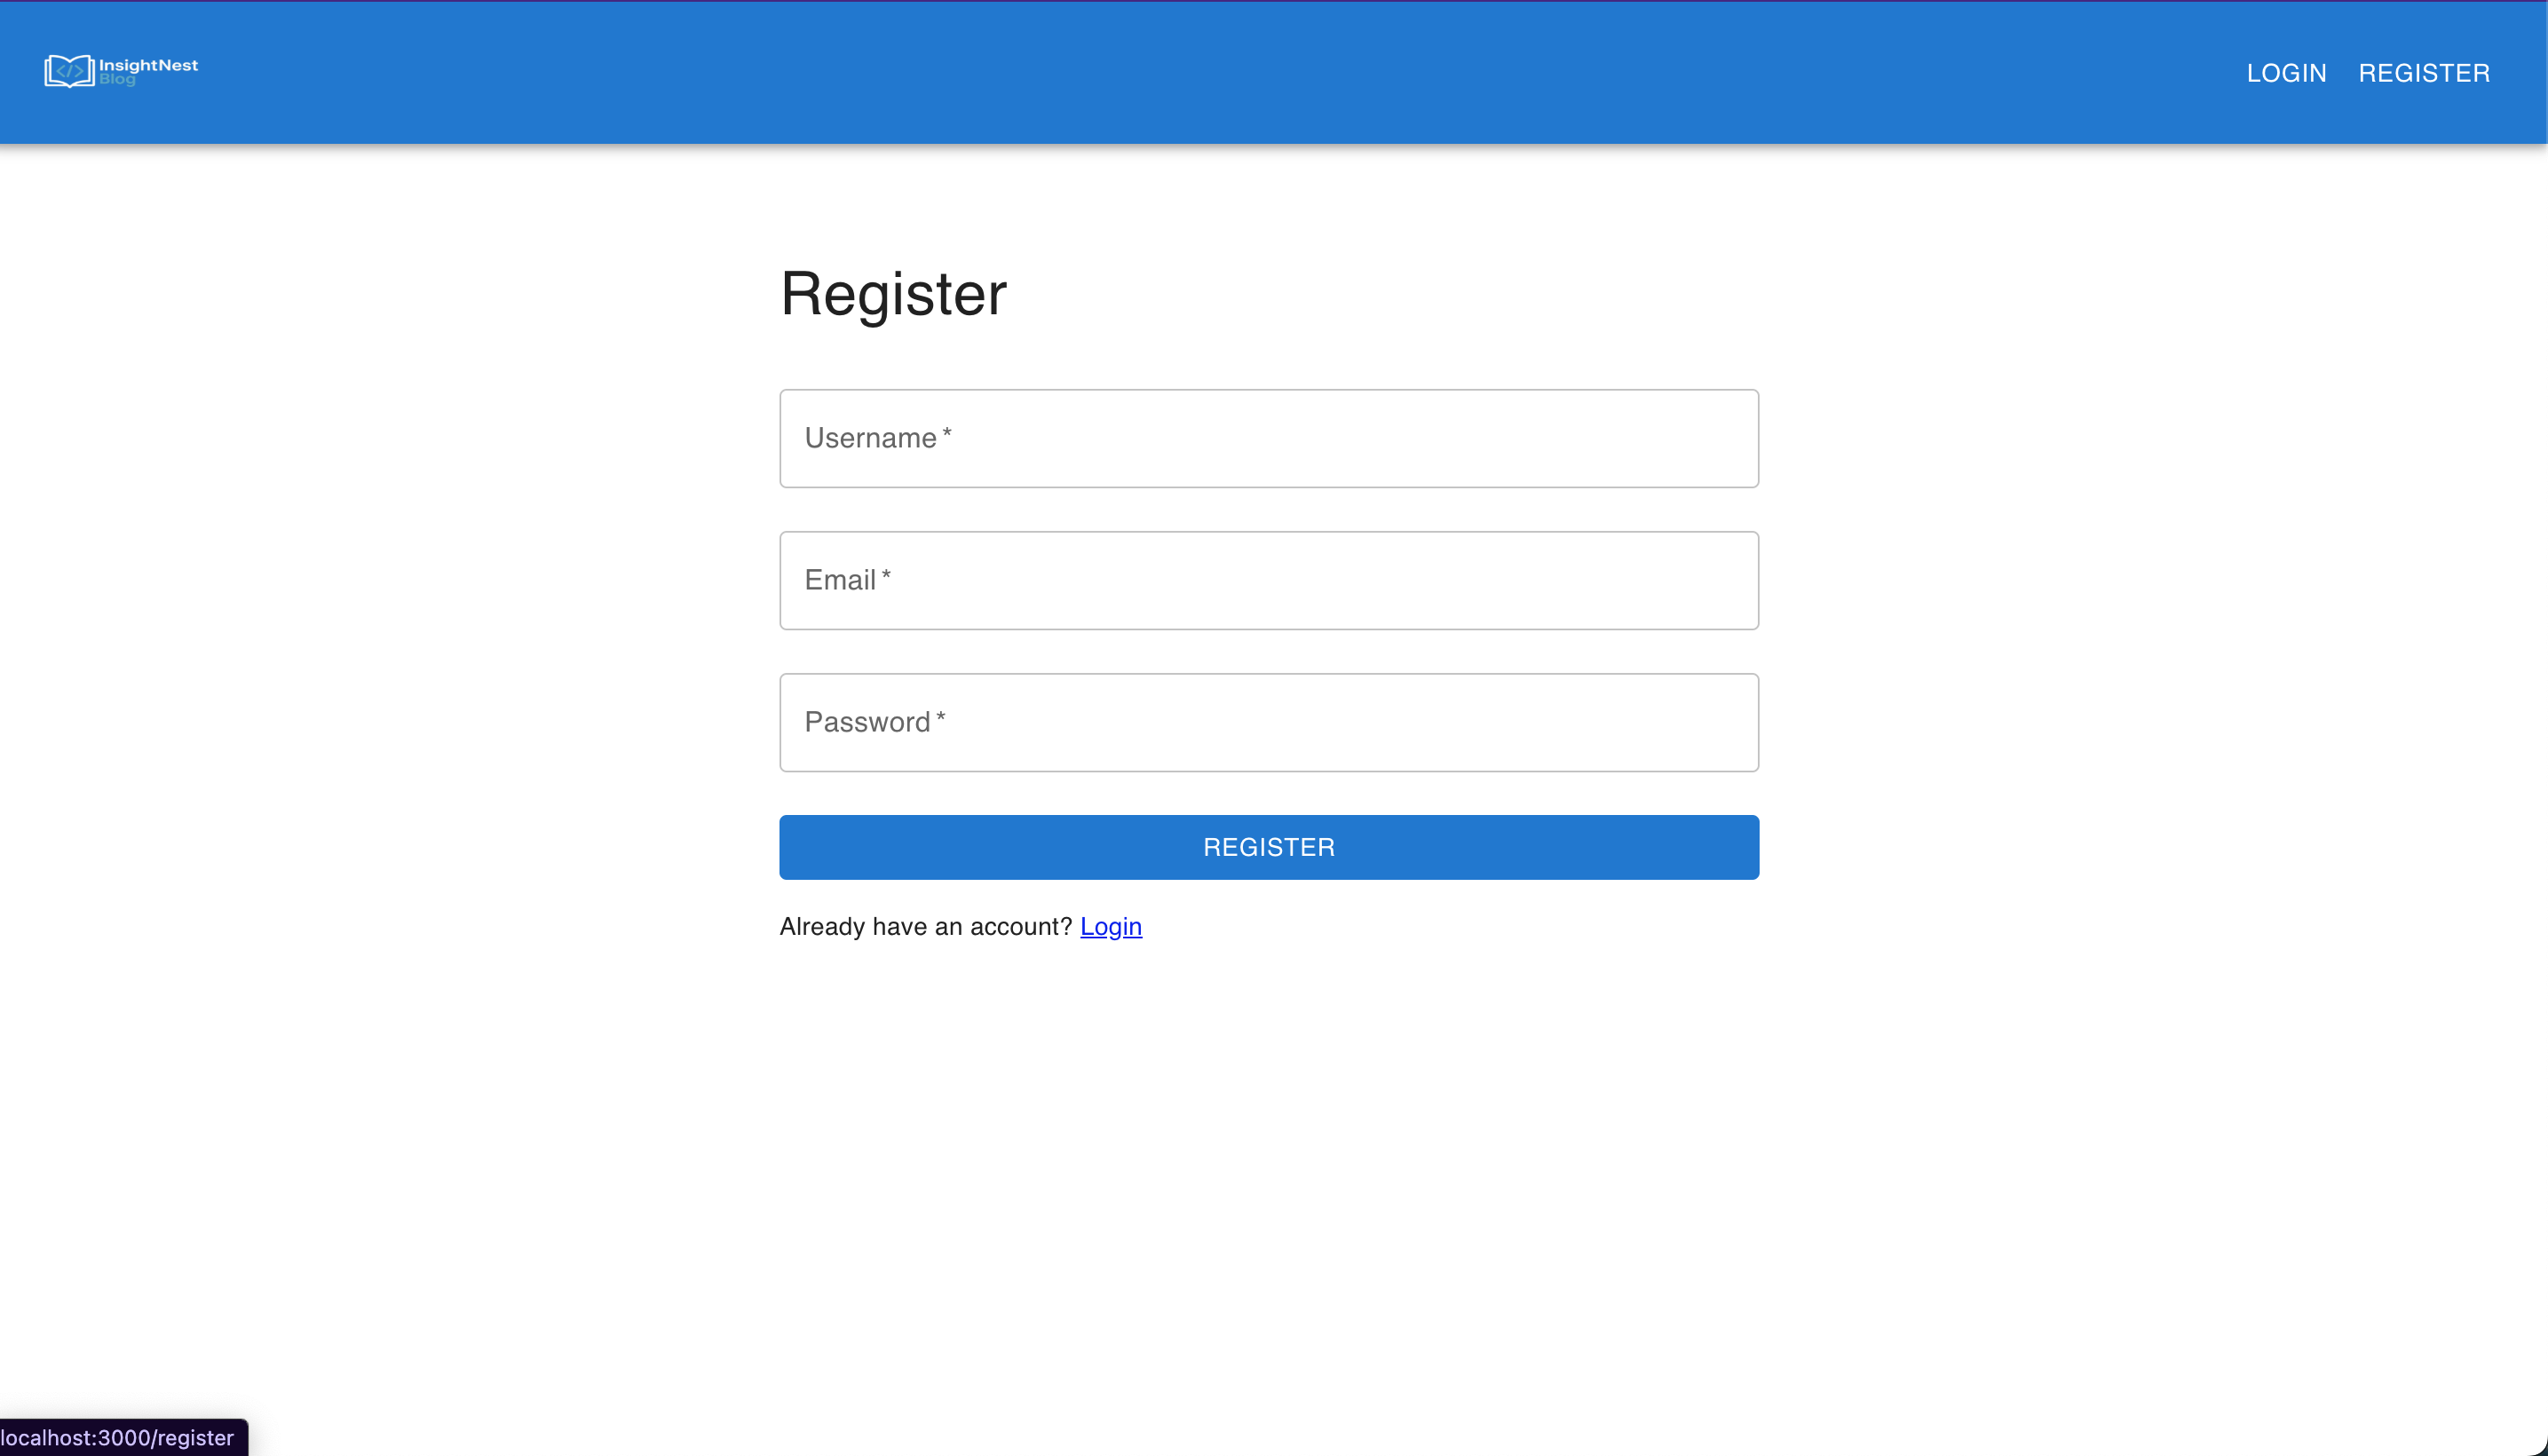 InsightNest
Blog
LOGIN REGISTER
Register
Username *
Email *
Password *
REGISTER
Already have an account? Login
localhost:3000/register